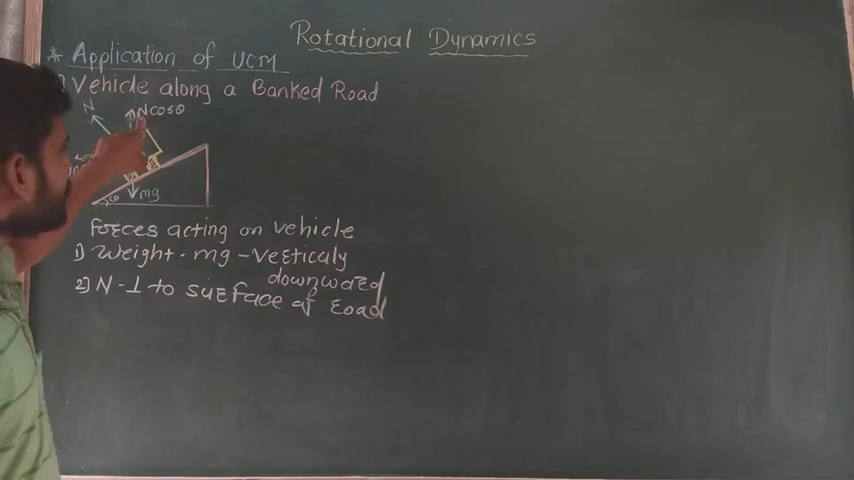 Rotational Dynamics
* Application of UCM
Vehicle along a Banked Road
N
Ncosθ
mg
θ
Forces acting on vehicle
1) Weight - mg - Verticaly
downward
2) N - ⊥ to surface of road